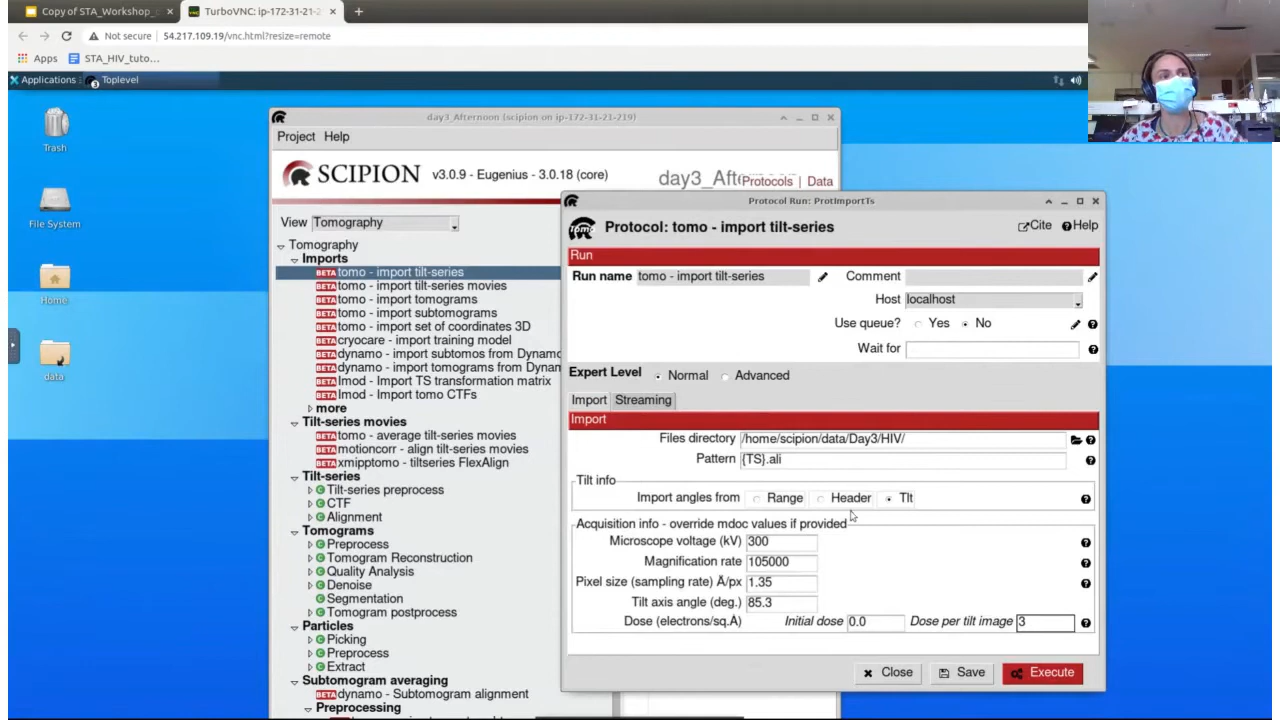 Copy of STA_Workshop_
TurboVNC: ip-172-31-21-2
Not secure 54.217.109.19/vnc.html?resize=remote
Apps STA_HIV_tuto...
Applications Toplevel
3
Trash
File System
Home
data
day3_Afternoon (scipion on ip-172-31-21-219)
Project Help
SCIPION v3.0.9 - Eugenius - 3.0.18 (core)
day3_Afte
Protocols | Data
View Tomography
Tomography
Imports
BETA tomo - import tilt-series
BETA tomo - import tilt-series movies
BETA tomo - import tomograms
BETA tomo - import subtomograms
BETA tomo - import set of coordinates 3D
BETA cryocare - import training model
BETA dynamo - import subtomos from Dynamo
BETA dynamo - import tomograms from Dynam
BETA Imod - Import TS transformation matrix
BETA Imod - Import tomo CTFs
more
Tilt-series movies
BETA tomo - average tilt-series movies
BETA motioncorr - align tilt-series movies
BETA xmipptomo - tiltseries FlexAlign
Tilt-series
Tilt-series preprocess
CTF
Alignment
Tomograms
Preprocess
Tomogram Reconstruction
Quality Analysis
Denoise
Segmentation
Tomogram postprocess
Particles
Picking
Preprocess
Extract
Subtomogram averaging
BETA dynamo - Subtomogram alignment
Preprocessing
Protocol Run: ProtImportTs
Tomo
Protocol: tomo - import tilt-series
Cite Help
Run
Run name tomo - import tilt-series Comment
Host localhost
Use queue? Yes No
Wait for
Expert Level Normal Advanced
Import Streaming
Import
Files directory /home/scipion/data/Day3/HIV/
Pattern {TS}.ali
Tilt info
Import angles from Range Header Tlt
Acquisition info - override mdoc values if provided
Microscope voltage (kV) 300
Magnification rate 105000
Pixel size (sampling rate) Å/px 1.35
Tilt axis angle (deg.) 85.3
Dose (electrons/sq.Å) Initial dose 0.0 Dose per tilt image 3
Close Save Execute